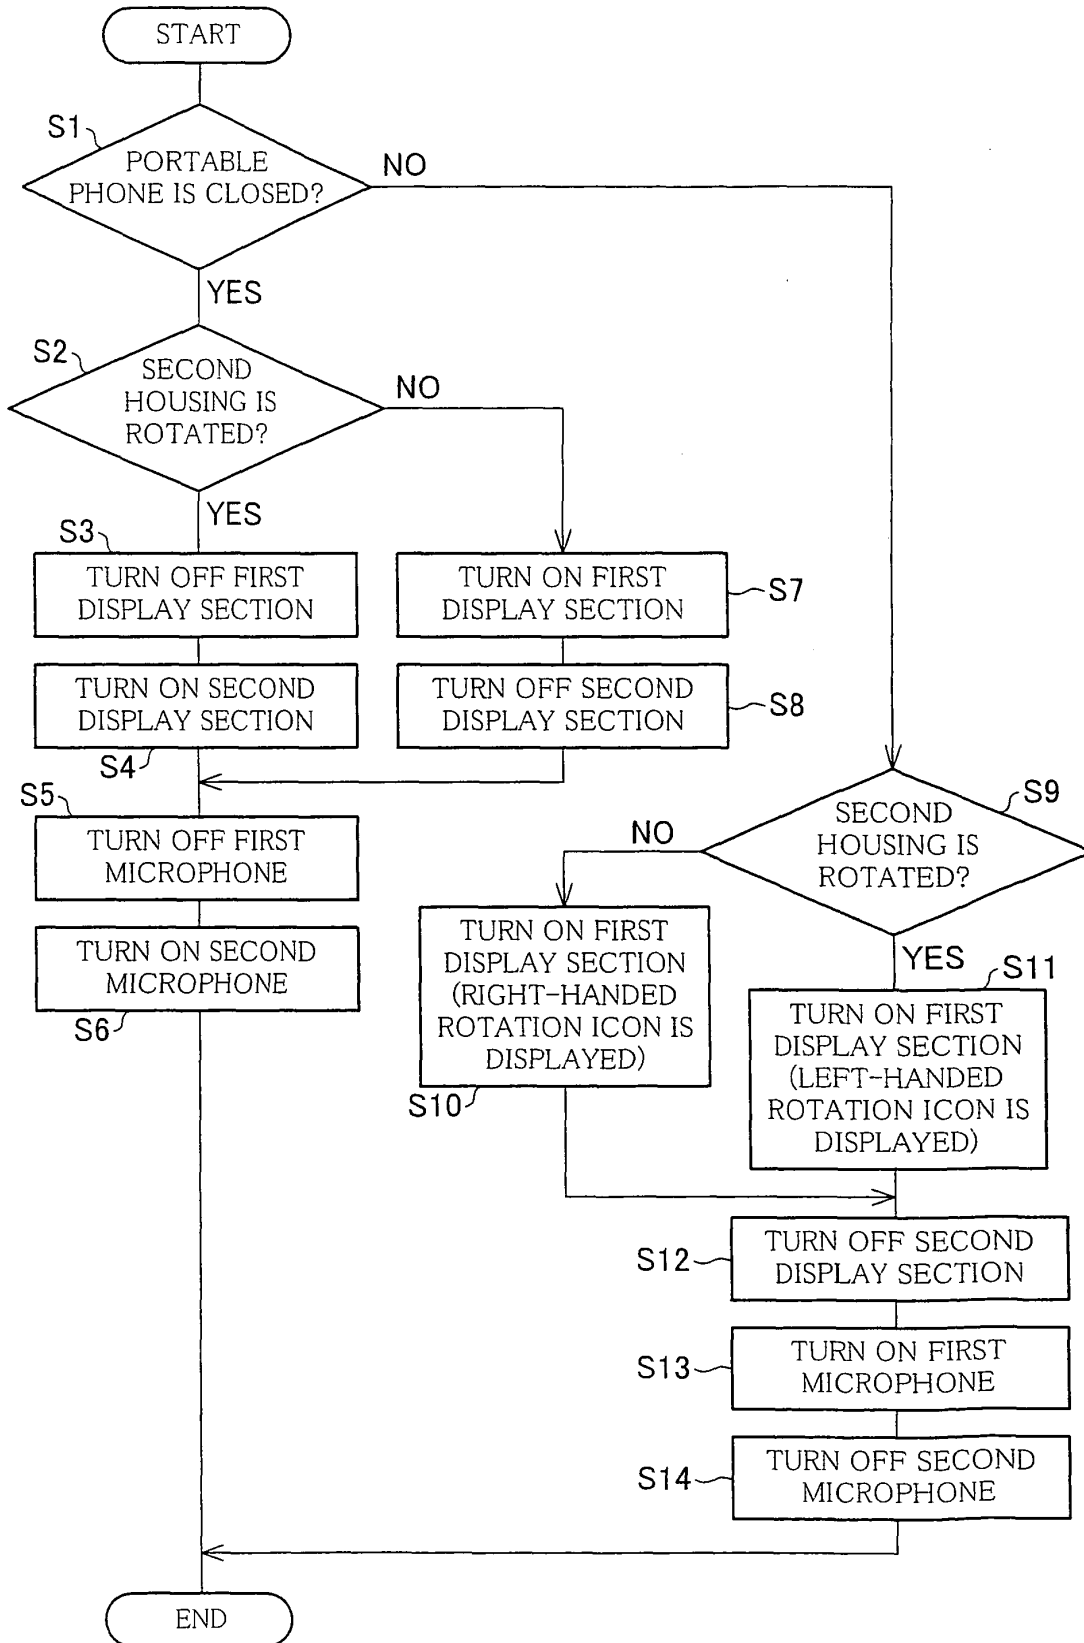 START
S1
PORTABLE
PHONE IS CLOSED?
NO
YES
S2
SECOND
HOUSING IS
ROTATED?
NO
YES
S3
TURN OFF FIRST
DISPLAY SECTION
TURN ON FIRST
DISPLAY SECTION
S7
TURN ON SECOND
DISPLAY SECTION
S4
TURN OFF SECOND
DISPLAY SECTION
S8
S5
TURN OFF FIRST
MICROPHONE
TURN ON SECOND
MICROPHONE
S6
S9
SECOND
HOUSING IS
ROTATED?
NO
YES
TURN ON FIRST
DISPLAY SECTION
(RIGHT-HANDED
ROTATION ICON IS
DISPLAYED)
S10
S11
TURN ON FIRST
DISPLAY SECTION
(LEFT-HANDED
ROTATION ICON IS
DISPLAYED)
S12
TURN OFF SECOND
DISPLAY SECTION
S13
TURN ON FIRST
MICROPHONE
S14
TURN OFF SECOND
MICROPHONE
END